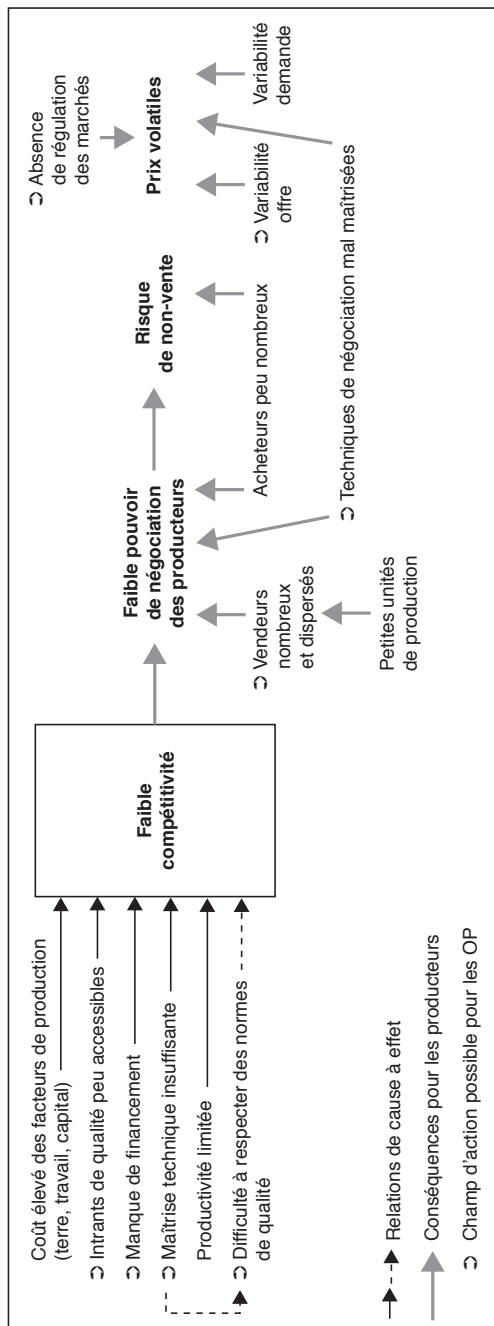 Coût élevé des facteurs de production
(terre, travail, capital)
➲ Intrants de qualité peu accessibles
➲ Manque de financement
➲ Maîtrise technique insuffisante
Productivité limitée
➲ Difficulté à respecter des normes
de qualité
Faible
compétitivité
Faible pouvoir
de négociation
des producteurs
➲ Vendeurs
nombreux
et dispersés
Petites unités
de production
Acheteurs peu nombreux
➲ Techniques de négociation mal maîtrisées
Risque
de non-vente
➲ Absence
de régulation
des marchés
Prix volatiles
➲ Variabilité
offre
Variabilité
demande
Relations de cause à effet
Conséquences pour les producteurs
➲ Champ d'action possible pour les OP